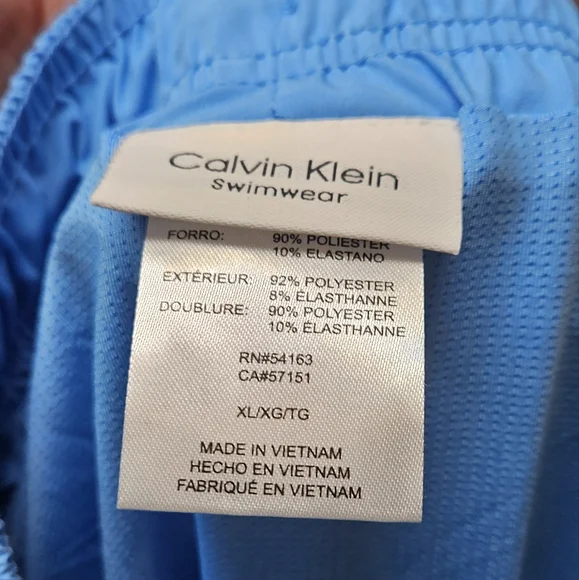 Calvin Klein
Swimwear
FORRO: 90% POLIESTER
10% ELASTANO
EXTÉRIEUR: 92% POLYESTER
8% ÉLASTHANNE
DOUBLURE: 90% POLYESTER
10% ÉLASTHANNE
RN#54163
CA#57151
XL/XG/TG
MADE IN VIETNAM
HECHO EN VIETNAM
FABRIQUÉ EN VIETNAM